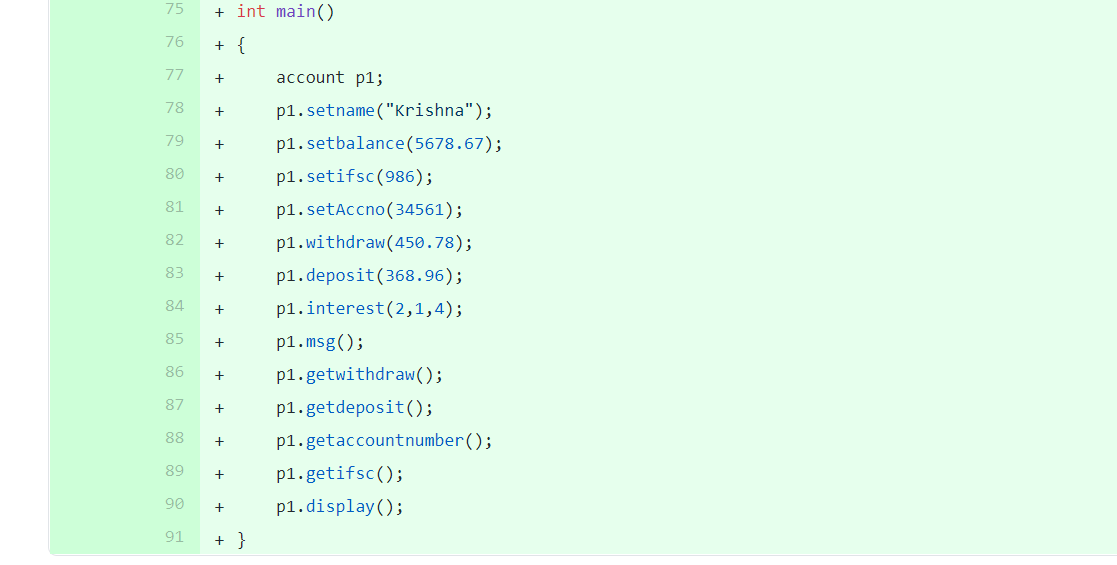 75 + int main()
76 + {
77 + account p1;
78 + p1.setname("Krishna");
79 + p1.setbalance(5678.67);
80 + p1.setifsc(986);
81 + p1.setAccno(34561);
82 + p1.withdraw(450.78);
83 + p1.deposit(368.96);
84 + p1.interest(2,1,4);
85 + p1.msg();
86 + p1.getwithdraw();
87 + p1.getdeposit();
88 + p1.getaccountnumber();
89 + p1.getifsc();
90 + p1.display();
91 + }